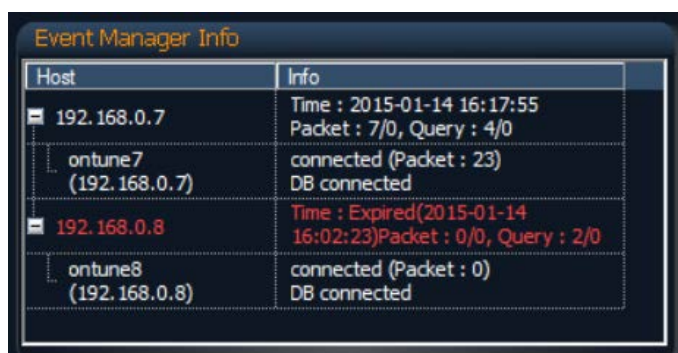 Event Manager Info
Host Info
192.168.0.7 Time : 2015-01-14 16:17:55
Packet : 7/0, Query : 4/0
ontune7 connected (Packet : 23)
(192.168.0.7) DB connected
192.168.0.8 Time : Expired(2015-01-14
16:02:23)Packet : 0/0, Query : 2/0
ontune8 connected (Packet : 0)
(192.168.0.8) DB connected